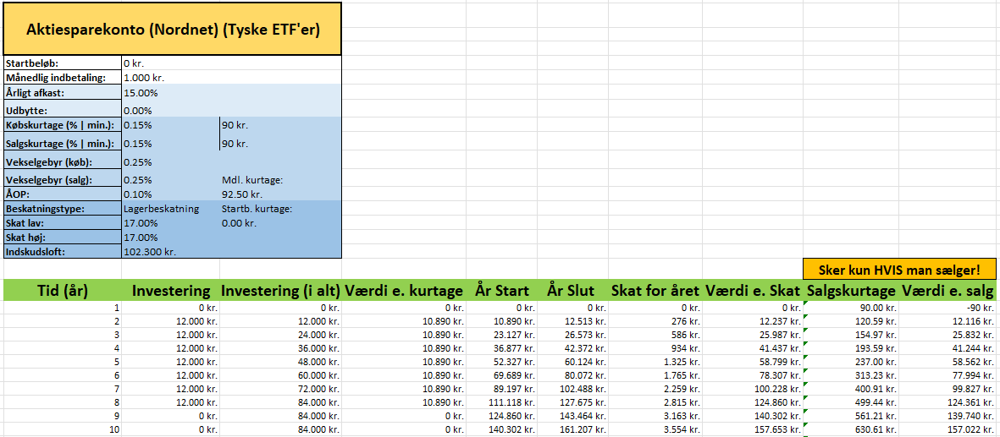 Aktiesparekonto (Nordnet) (Tyske ETF'er)
Startbeløb: 0 kr.
Månedlig indbetaling: 1.000 kr.
Årligt afkast: 15.00%
Udbytte: 0.00%
Købskurtage (% | min.): 0.15% 90 kr.
Salgskurtage (% | min.): 0.15% 90 kr.
Vekselgebyr (køb): 0.25%
Vekselgebyr (salg): 0.25% Mdl. kurtage:
ÅOP: 0.10% 92.50 kr.
Beskatningstype: Lagerbeskatning Startb. kurtage:
Skat lav: 17.00% 0.00 kr.
Skat høj: 17.00%
Indskudsloft: 102.300 kr.
Sker kun HVIS man sælger!
Tid (år) Investering Investering (i alt) Værdi e. kurtage År Start År Slut Skat for året Værdi e. Skat Salgskurtage Værdi e. salg
1 0 kr. 0 kr. 0 kr. 0 kr. 0 kr. 0 kr. 0 kr. 90.00 kr. -90 kr.
2 12.000 kr. 12.000 kr. 10.890 kr. 10.890 kr. 12.513 kr. 276 kr. 12.237 kr. 120.59 kr. 12.116 kr.
3 12.000 kr. 24.000 kr. 10.890 kr. 23.127 kr. 26.573 kr. 586 kr. 25.987 kr. 154.97 kr. 25.832 kr.
4 12.000 kr. 36.000 kr. 10.890 kr. 36.877 kr. 42.372 kr. 934 kr. 41.437 kr. 193.59 kr. 41.244 kr.
5 12.000 kr. 48.000 kr. 10.890 kr. 52.327 kr. 60.124 kr. 1.325 kr. 58.799 kr. 237.00 kr. 58.562 kr.
6 12.000 kr. 60.000 kr. 10.890 kr. 69.689 kr. 80.072 kr. 1.765 kr. 78.307 kr. 313.23 kr. 77.994 kr.
7 12.000 kr. 72.000 kr. 10.890 kr. 89.197 kr. 102.488 kr. 2.259 kr. 100.228 kr. 400.91 kr. 99.827 kr.
8 12.000 kr. 84.000 kr. 10.890 kr. 111.118 kr. 127.675 kr. 2.815 kr. 124.860 kr. 499.44 kr. 124.361 kr.
9 0 kr. 84.000 kr. 0 kr. 124.860 kr. 143.464 kr. 3.163 kr. 140.302 kr. 561.21 kr. 139.740 kr.
10 0 kr. 84.000 kr. 0 kr. 140.302 kr. 161.207 kr. 3.554 kr. 157.653 kr. 630.61 kr. 157.022 kr.